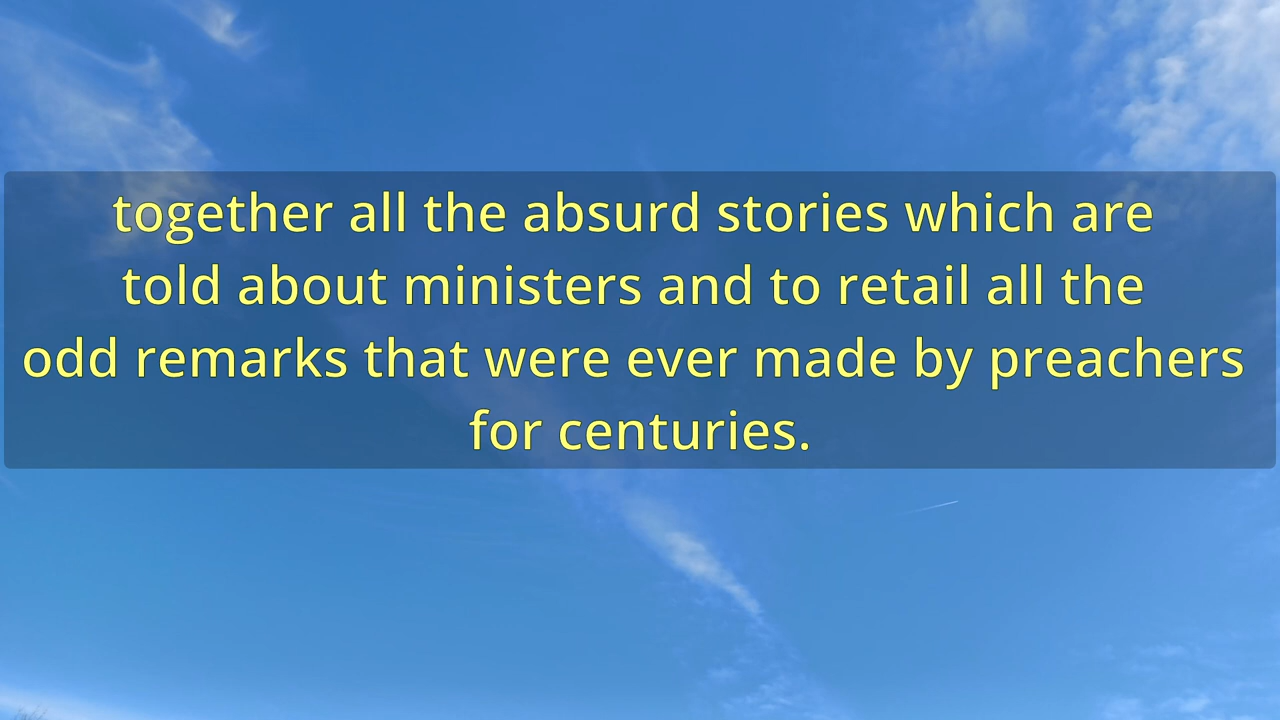 together all the absurd stories which are
told about ministers and to retail all the
odd remarks that were ever made by preachers
for centuries.